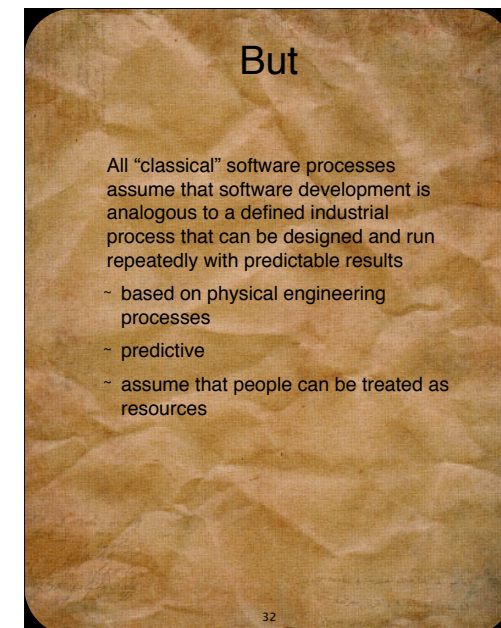 But
All “classical” software processes
assume that software development is
analogous to a defined industrial
process that can be designed and run
repeatedly with predictable results
~ based on physical engineering
processes
~ predictive
~ assume that people can be treated as
resources
32